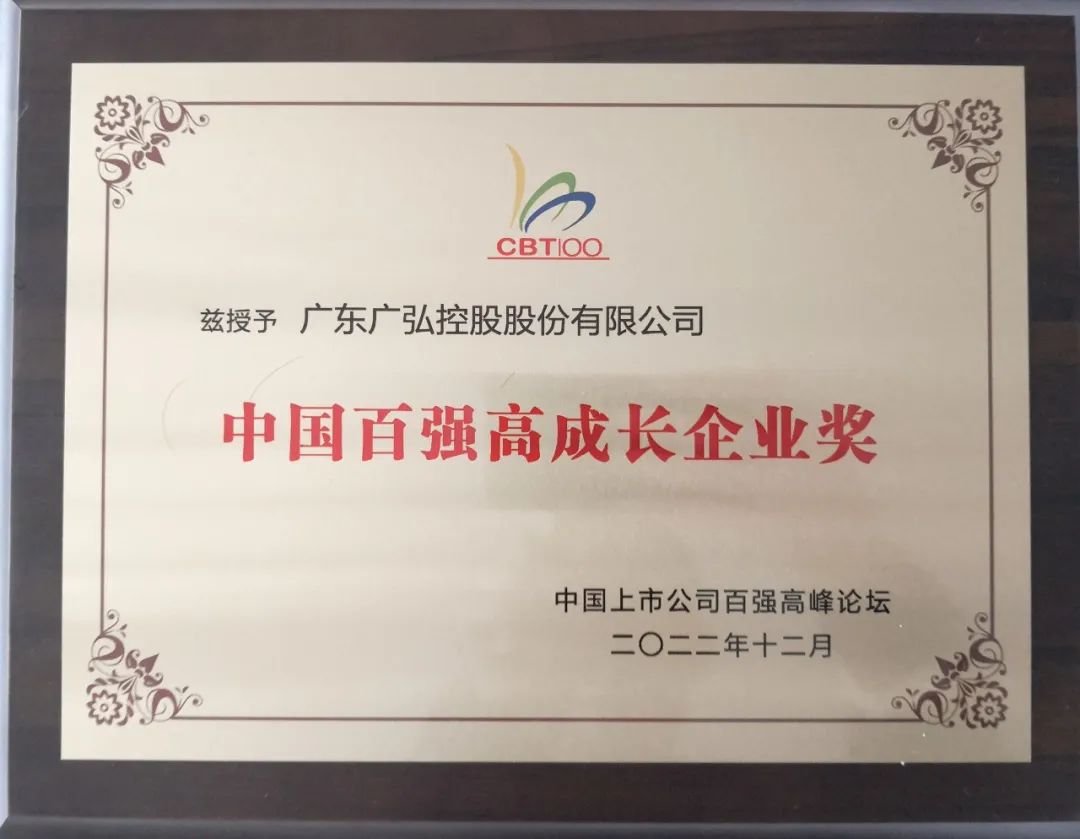 CBT100
兹授予 广东广弘控股股份有限公司
中国百强高成长企业奖
中国上市公司百强高峰论坛
二〇二二年十二月